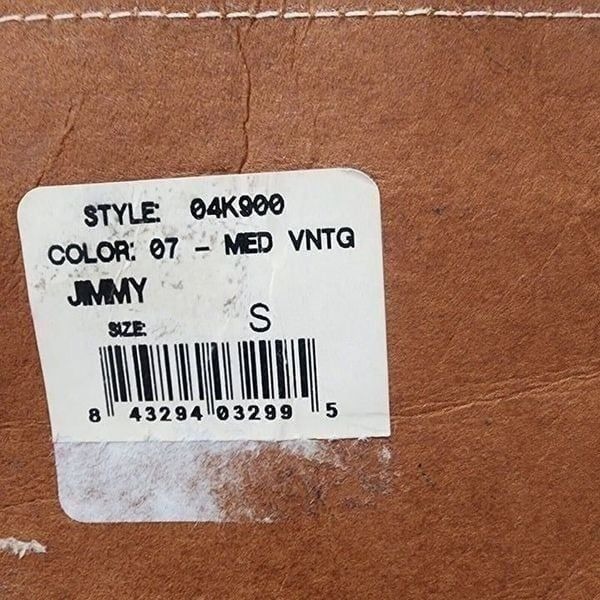 STYLE: 04K900
COLOR: 07 - MED VNTG
JIMMY
SIZE: S
8 43294 03299 5